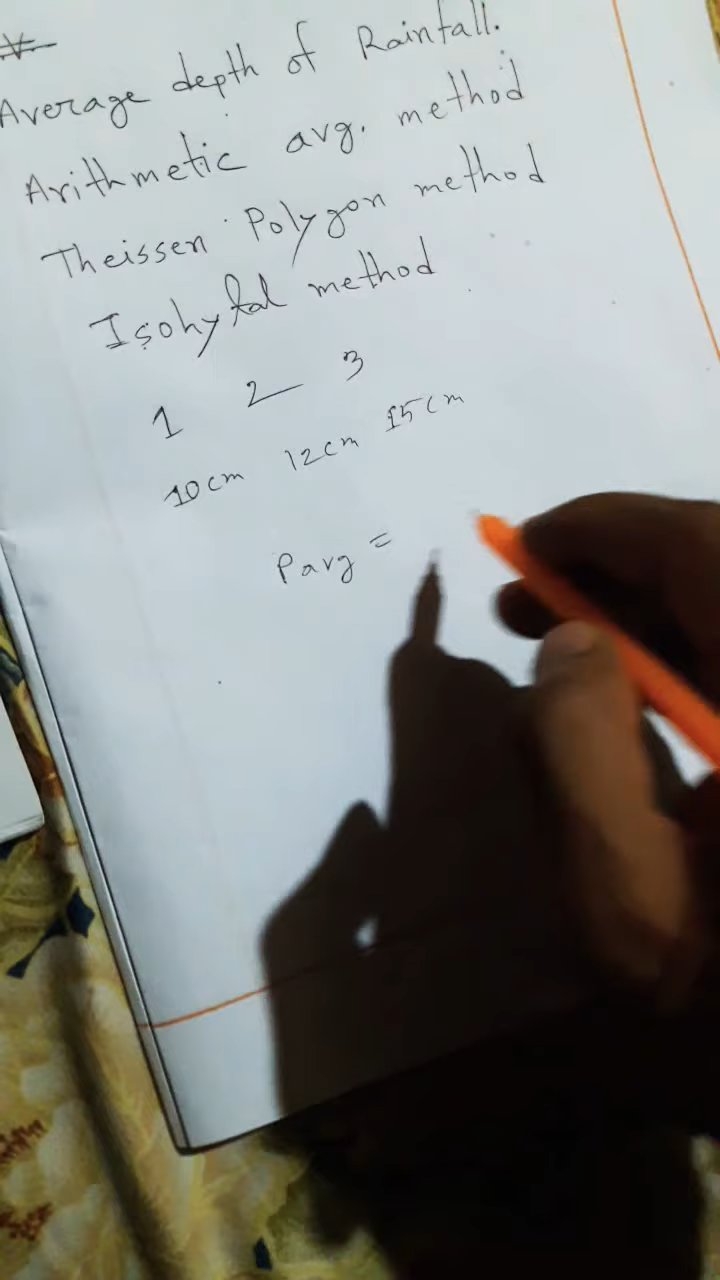 Average depth of Rainfall.
Arithmetic avg. method
Theissen Polygon method
Isohytal method
1 2 3
10cm 12cm 15cm
Pavg =